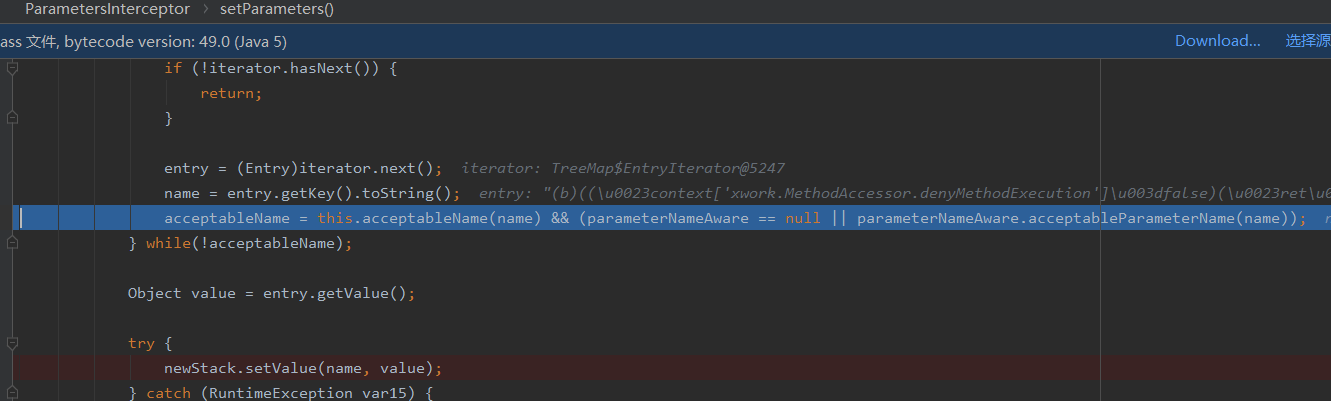 ParametersInterceptor › setParameters()
ass 文件, bytecode version: 49.0 (Java 5) Download... 选择源
if (!iterator.hasNext()) {
return;
}
entry = (Entry)iterator.next(); iterator: TreeMap$EntryIterator@5247
name = entry.getKey().toString(); entry: "(b)((\u0023context['xwork.MethodAccessor.denyMethodExecution']\u003dfalse)(\u0023ret\u
acceptableName = this.acceptableName(name) && (parameterNameAware == null || parameterNameAware.acceptableParameterName(name));
} while(!acceptableName);
Object value = entry.getValue();
try {
newStack.setValue(name, value);
} catch (RuntimeException var15) {